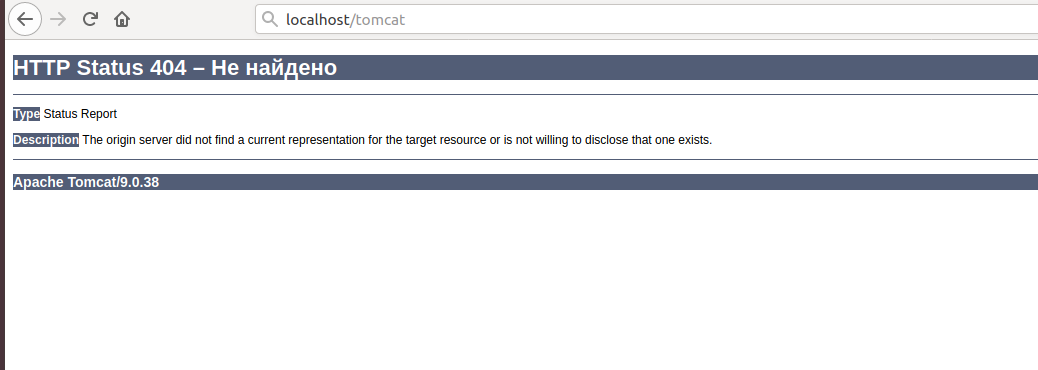 localhost/tomcat
HTTP Status 404 – Не найдено
Type Status Report
Description The origin server did not find a current representation for the target resource or is not willing to disclose that one exists.
Apache Tomcat/9.0.38